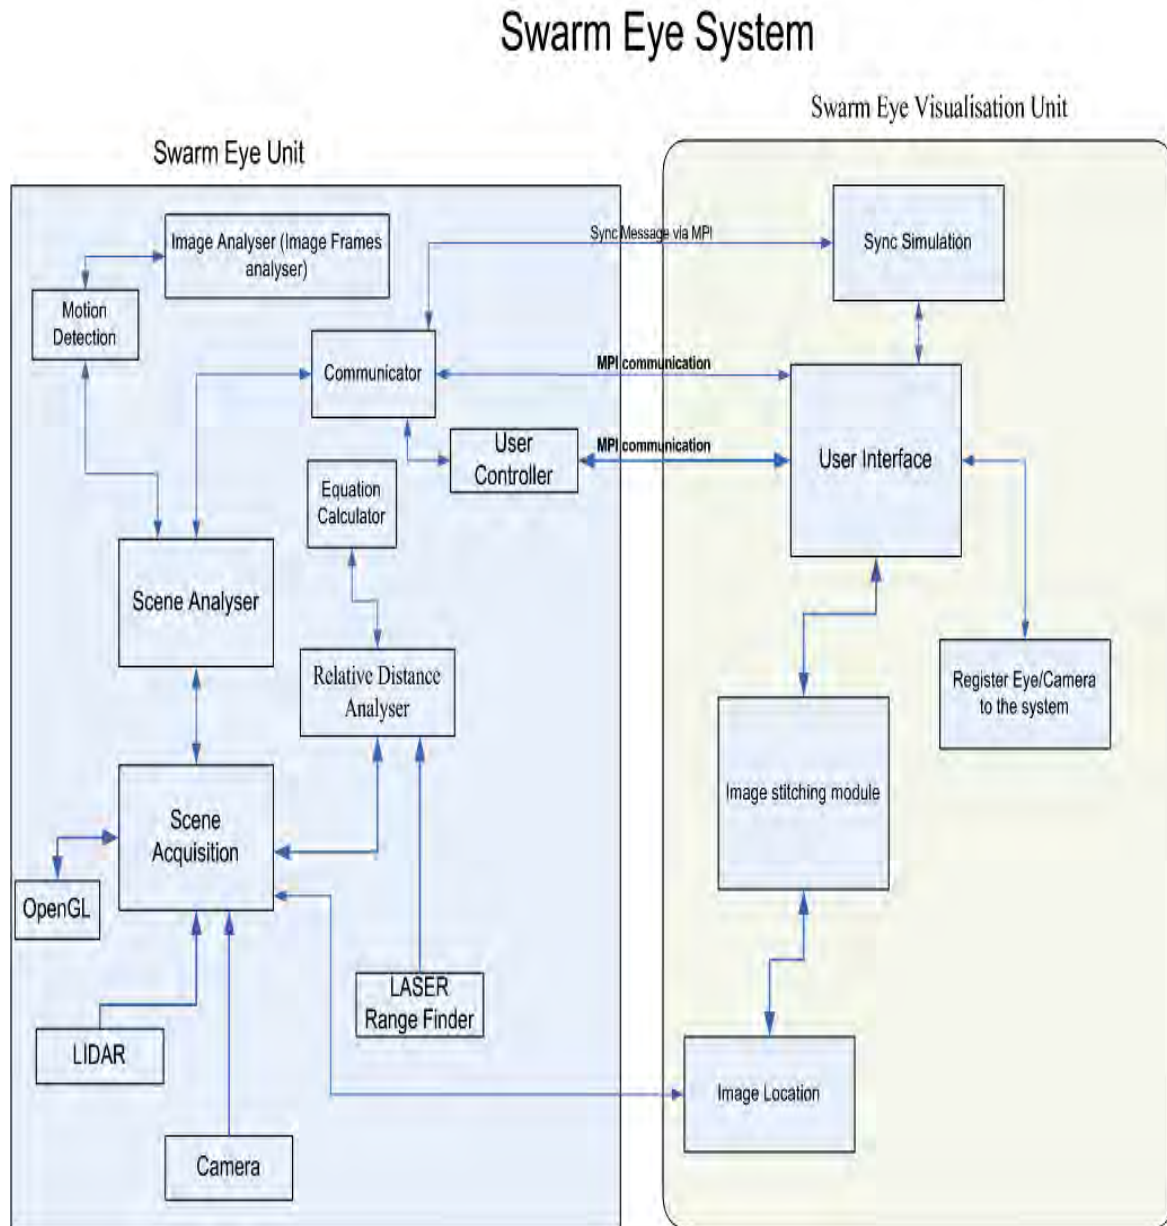 Swarm Eye System
Swarm Eye Visualisation Unit
Swarm Eye Unit
Image Analyser (Image Frames
analyser)
Sync Message via MPI
Sync Simulation
Motion
Detection
Communicator
MPI communication
User
Controller
MPI communication
User Interface
Equation
Calculator
Scene Analyser
Relative Distance
Analyser
Register Eye/Camera
to the system
Image stitching module
Scene
Acquisition
OpenGL
LASER
Range Finder
LIDAR
Image Location
Camera